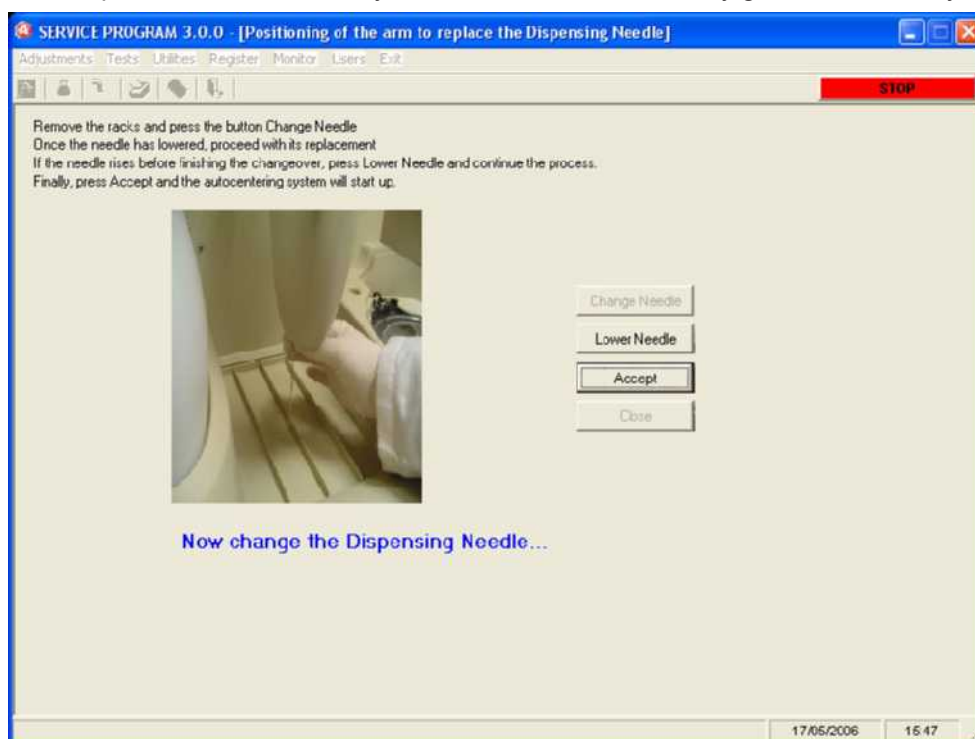 SERVICE PROGRAM 3.0.0 - [Positioning of the arm to replace the Dispensing Needle]
Adjustments Tests Utilites Register Monitor Users Exit
STOP
Remove the racks and press the button Change Needle
Once the needle has lowered, proceed with its replacement
If the needle rises before finishing the changeover, press Lower Needle and continue the process.
Finally, press Accept and the autocentering system will start up.
Change Needle
Lower Needle
Accept
Close
Now change the Dispensing Needle...
17/05/2006 16:47